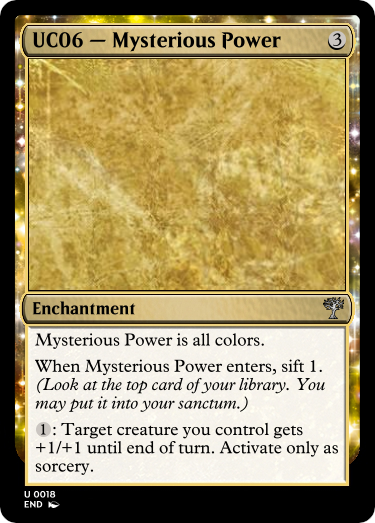 UC06 — Mysterious Power 3
Enchantment
Mysterious Power is all colors.
When Mysterious Power enters, sift 1.
(Look at the top card of your library. You
may put it into your sanctum.)
1: Target creature you control gets
+1/+1 until end of turn. Activate only as
sorcery.
U 0018
END